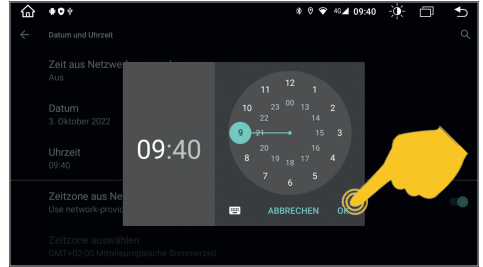 4G 09:40
Datum und Uhrzeit
Zeit aus Netzwerk
Aus
Datum
3. Oktober 2022
Uhrzeit
09:40
Zeitzone aus Ne
Use network-provid
Zeitzone auswählen
GMT+02:00 Mitteleuropäische Sommerzeit
09:40
12
11 1
00
23 13
10 2
22 14
9 21 15 3
20 16
8 4
19 17
18
7 5
6
ABBRECHEN OK